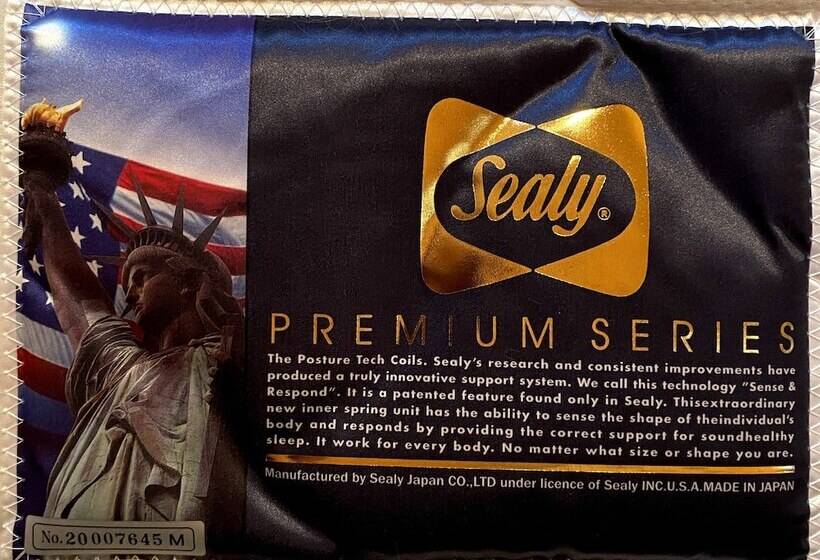 Sealy®
PREMIUM SERIES
The Posture Tech Coils. Sealy's research and consistent improvements have
produced a truly innovative support system. We call this technology "Sense &
Respond". It is a patented feature found only in Sealy. Thisextraordinary
new inner spring unit has the ability to sense the shape of theindividual's
body and responds by providing the correct support for soundhealthy
sleep. It work for every body. No matter what size or shape you are.
Manufactured by Sealy Japan CO.,LTD under licence of Sealy INC.U.S.A.MADE IN JAPAN
No.20007645 M